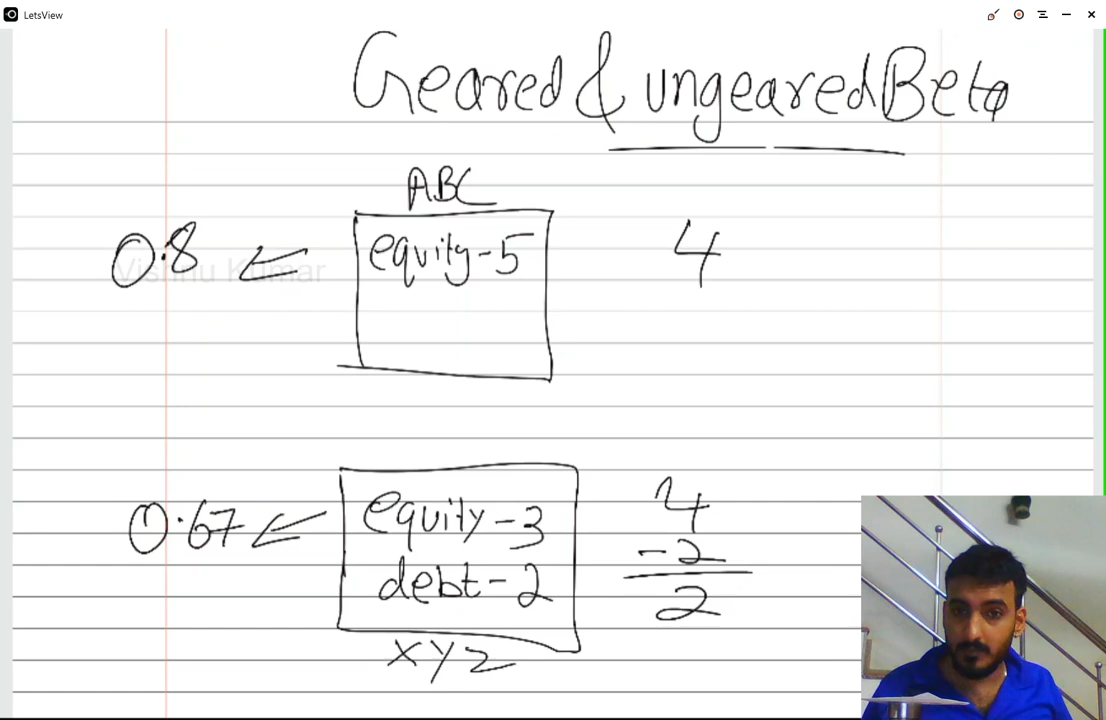 LetsView
Geared & ungeared Beta
ABC
0.8 equity-5 4
Vishnu Kumar
equity-3 4
0.67 -2
debt-2 2
XYZ